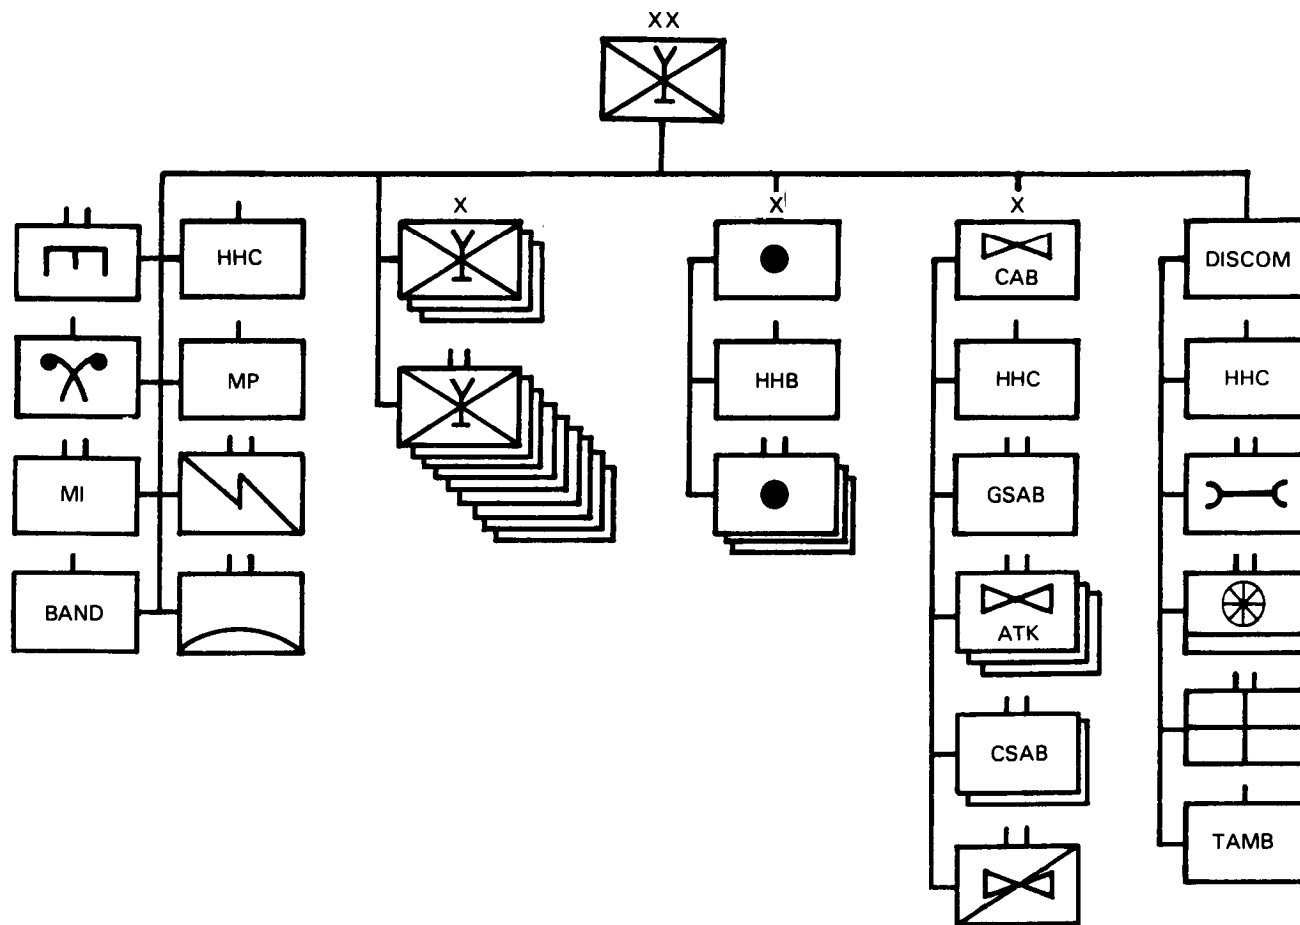 XX
X
X
X
HHC
CAB
DISCOM
MP
HHB
HHC
HHC
MI
GSAB
BAND
ATK
CSAB
TAMB